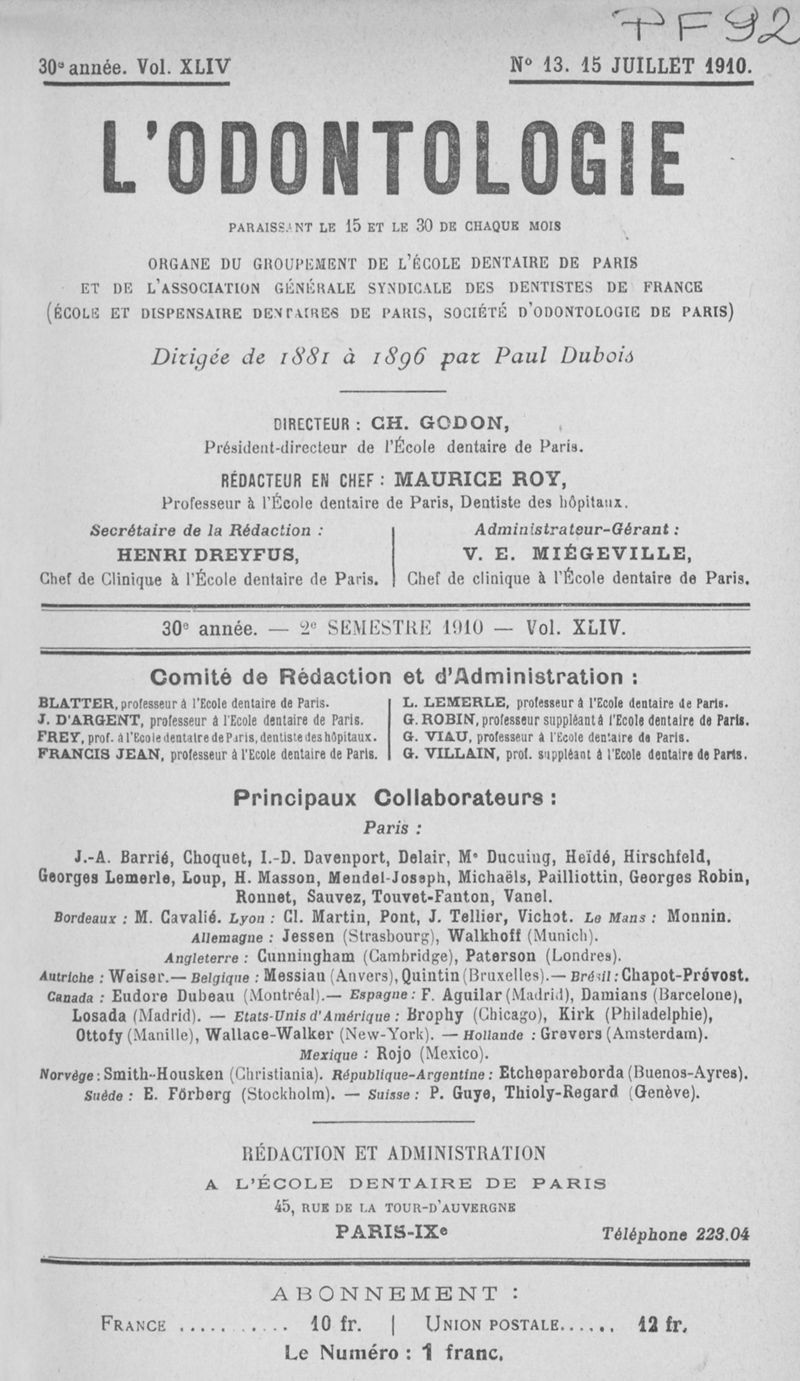 PF92
30e année. Vol. XLIV
N° 13. 15 JUILLET 1910.
L'ODONTOLOGIE
PARAISSANT LE 15 ET LE 30 DE CHAQUE MOIS
ORGANE DU GROUPEMENT DE L'ÉCOLE DENTAIRE DE PARIS
ET DE L'ASSOCIATION GÉNÉRALE SYNDICALE DES DENTISTES DE FRANCE
(ÉCOLE ET DISPENSAIRE DENTAIRES DE PARIS, SOCIÉTÉ D'ODONTOLOGIE DE PARIS)
Dirigée de 1881 à 1896 par Paul Dubois
DIRECTEUR : CH. GODON,
Président-directeur de l'École dentaire de Paris.
RÉDACTEUR EN CHEF : MAURICE ROY,
Professeur à l'École dentaire de Paris, Dentiste des hôpitaux.
Secrétaire de la Rédaction :
HENRI DREYFUS,
Chef de Clinique à l'École dentaire de Paris.
Administrateur-Gérant :
V. E. MIÉGEVILLE,
Chef de clinique à l'École dentaire de Paris.
30e année. — 2e SEMESTRE 1910 — Vol. XLIV.
Comité de Rédaction et d'Administration :
BLATTER, professeur à l'Ecole dentaire de Paris.
J. D'ARGENT, professeur à l'Ecole dentaire de Paris.
FREY, prof. à l'Ecole dentaire de Paris, dentiste des hôpitaux.
FRANCIS JEAN, professeur à l'Ecole dentaire de Paris.
L. LEMERLE, professeur à l'Ecole dentaire de Paris.
G. ROBIN, professeur suppléant à l'Ecole dentaire de Paris.
G. VIAU, professeur à l'Ecole dentaire de Paris.
G. VILLAIN, prof. suppléant à l'Ecole dentaire de Paris.
Principaux Collaborateurs :
Paris :
J.-A. Barrié, Choquet, I.-D. Davenport, Delair, Me Ducuing, Heïdé, Hirschfeld,
Georges Lemerle, Loup, H. Masson, Mendel-Joseph, Michaëls, Pailliottin, Georges Robin,
Ronnet, Sauvez, Touvet-Fanton, Vanel.
Bordeaux : M. Cavalié. Lyon : Cl. Martin, Pont, J. Tellier, Vichot. Le Mans : Monnin.
Allemagne : Jessen (Strasbourg), Walkhoff (Munich).
Angleterre : Cunningham (Cambridge), Paterson (Londres).
Autriche : Weiser.— Belgique : Messian (Anvers), Quintin (Bruxelles).— Brésil : Chapot-Prévost.
Canada : Eudore Dubeau (Montréal).— Espagne : F. Aguilar (Madrid), Damians (Barcelone),
Losada (Madrid). — Etats-Unis d'Amérique : Brophy (Chicago), Kirk (Philadelphie),
Ottofy (Manille), Wallace-Walker (New-York). — Hollande : Grevers (Amsterdam).
Mexique : Rojo (Mexico).
Norvège : Smith-Housken (Christiania). République-Argentine : Etchepareborda (Buenos-Ayres).
Suède : E. Förberg (Stockholm). — Suisse : P. Guye, Thioly-Regard (Genève).
RÉDACTION ET ADMINISTRATION
A L'ÉCOLE DENTAIRE DE PARIS
45, RUE DE LA TOUR-D'AUVERGNE
PARIS-IXe
Téléphone 223.04
ABONNEMENT :
FRANCE ........... 10 fr. | UNION POSTALE...... 12 fr.
Le Numéro : 1 franc.